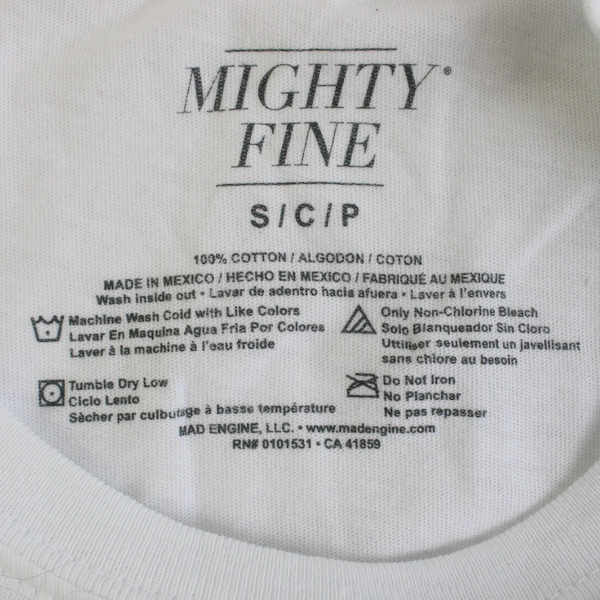 MIGHTY®
FINE
S / C / P
100% COTTON / ALGODON / COTON
MADE IN MEXICO / HECHO EN MEXICO / FABRIQUÉ AU MEXIQUE
Wash inside out • Lavar de adentro hacia afuera • Laver à l'envers
Machine Wash Cold with Like Colors
Lavar En Maquina Agua Fria Por Colores
Laver à la machine à l'eau froide
Only Non-Chlorine Bleach
Solo Blanqueador Sin Cloro
Uttiliser seulement un javellisant
sans chlore au besoin
Tumble Dry Low
Ciclo Lento
Sècher par culbutage à basse température
Do Not Iron
No Planchar
Ne pas repasser
MAD ENGINE, LLC. • www.madengine.com
RN# 0101531 • CA 41859